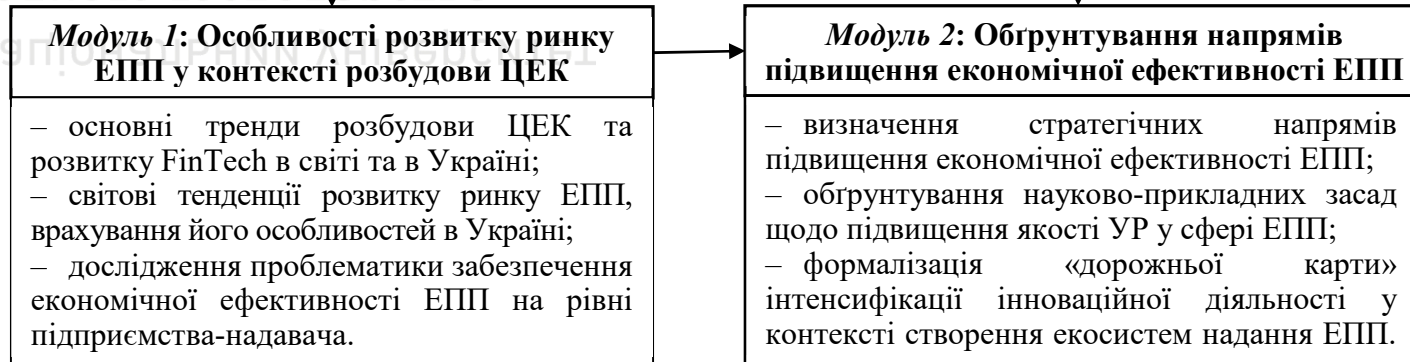 Модуль 1: Особливості розвитку ринку
ЕПП у контексті розбудови ЦЕК
– основні тренди розбудови ЦЕК та
розвитку FinTech в світі та в Україні;
– світові тенденції розвитку ринку ЕПП,
врахування його особливостей в Україні;
– дослідження проблематики забезпечення
економічної ефективності ЕПП на рівні
підприємства-надавача.
Модуль 2: Обґрунтування напрямів
підвищення економічної ефективності ЕПП
– визначення стратегічних напрямів
підвищення економічної ефективності ЕПП;
– обґрунтування науково-прикладних засад
щодо підвищення якості УР у сфері ЕПП;
– формалізація «дорожньої карти»
інтенсифікації інноваційної діяльності у
контексті створення екосистем надання ЕПП.